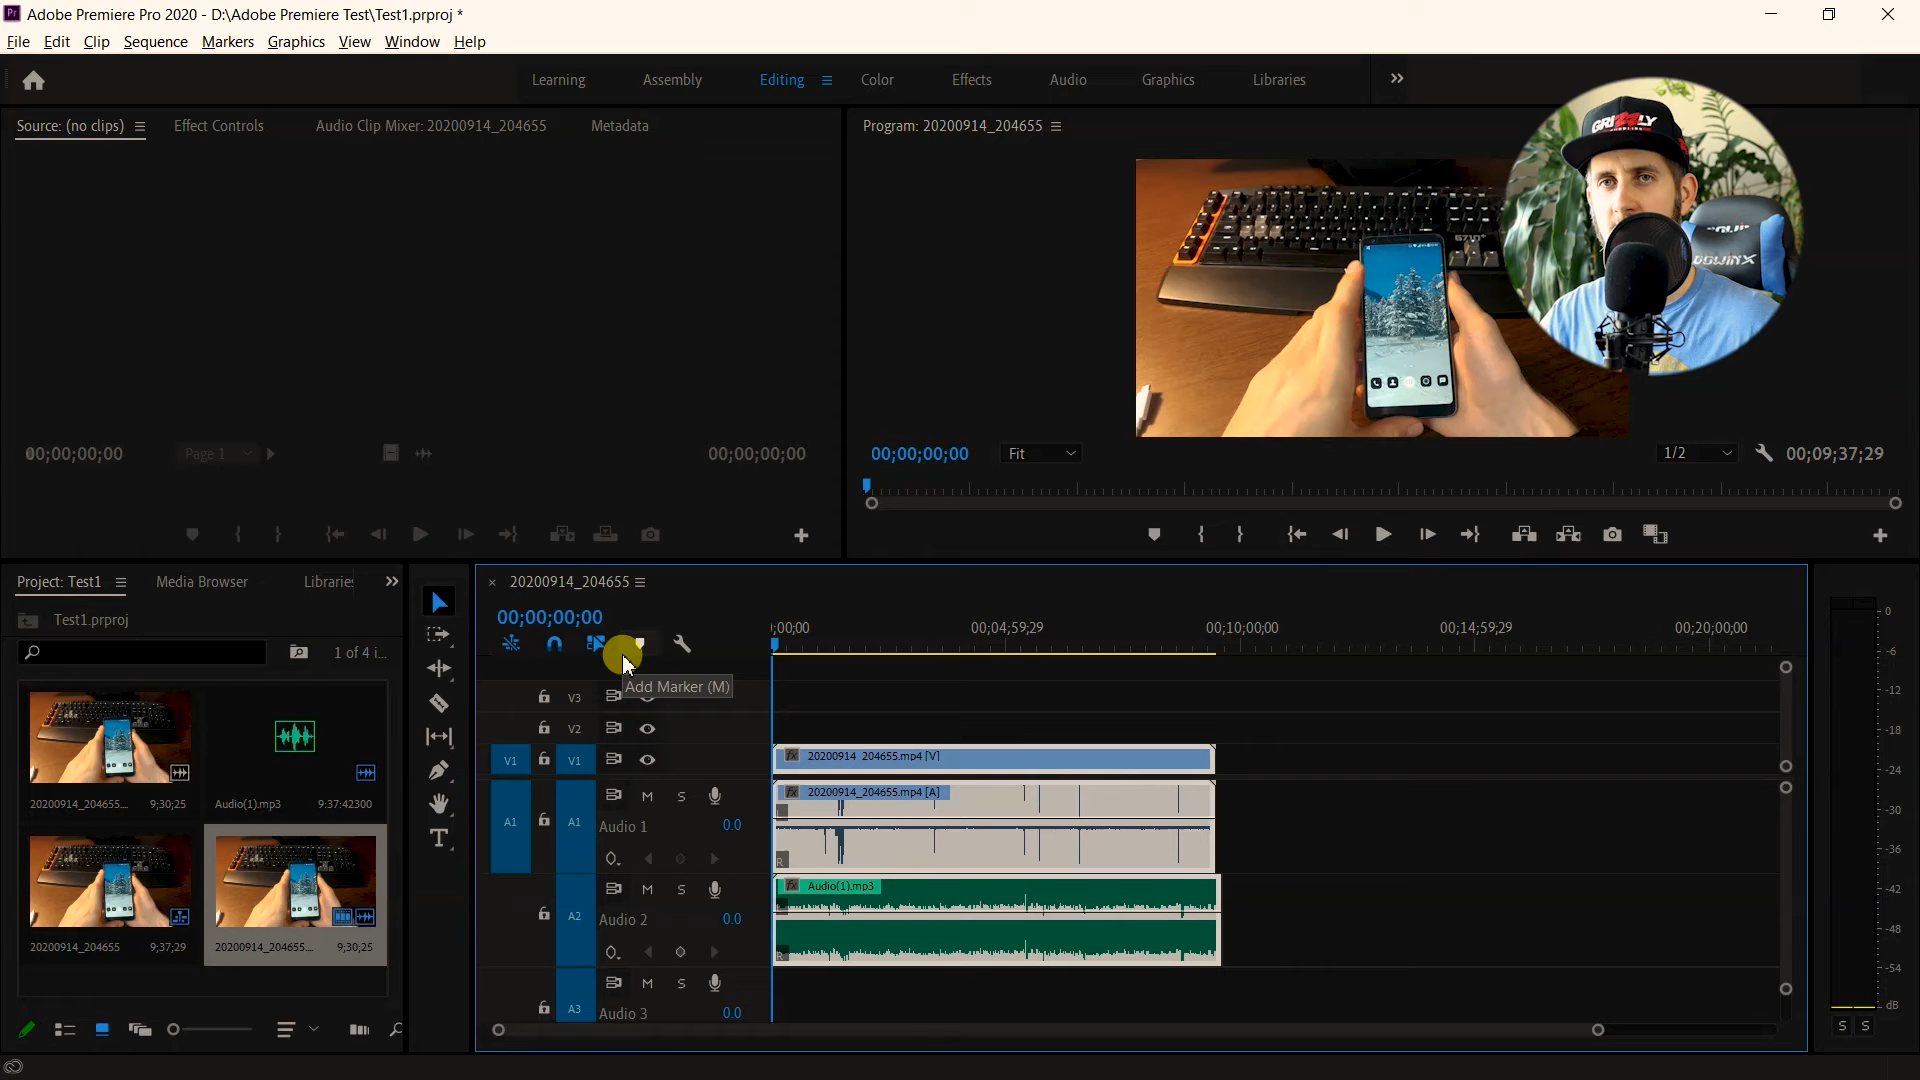 Adobe Premiere Pro 2020 - D:\Adobe Premiere Test\Test1.prproj *
File Edit Clip Sequence Markers Graphics View Window Help
Learning Assembly Editing Color Effects Audio Graphics Libraries
Source: (no clips) Effect Controls Audio Clip Mixer: 20200914_204655 Metadata
Program: 20200914_204655
GRIZZLY
DOWINX
00;00;00;00 Page 1 00;00;00;00
00;00;00;00 Fit 1/2 00;09;37;29
Project: Test1 Media Browser Librarie
Test1.prproj
1 of 4 i...
20200914_204655... 9;30;25
Audio(1).mp3 9:37:42300
20200914_204655 9;37;29
20200914_204655... 9;30;25
20200914_204655
00;00;00;00
;00;00 00;04;59;29 00;10;00;00 00;14;59;29 00;20;00;00
Add Marker (M)
V3
V2
V1 V1
20200914_204655.mp4 [V]
A1 A1 M S
Audio 1 0.0
20200914_204655.mp4 [A]
R
A2 M S
Audio 2 0.0
Audio(1).mp3
R
A3 M S
Audio 3 0.0
0
-6
-12
-18
-24
-30
-36
-42
-48
-54
dB
S S